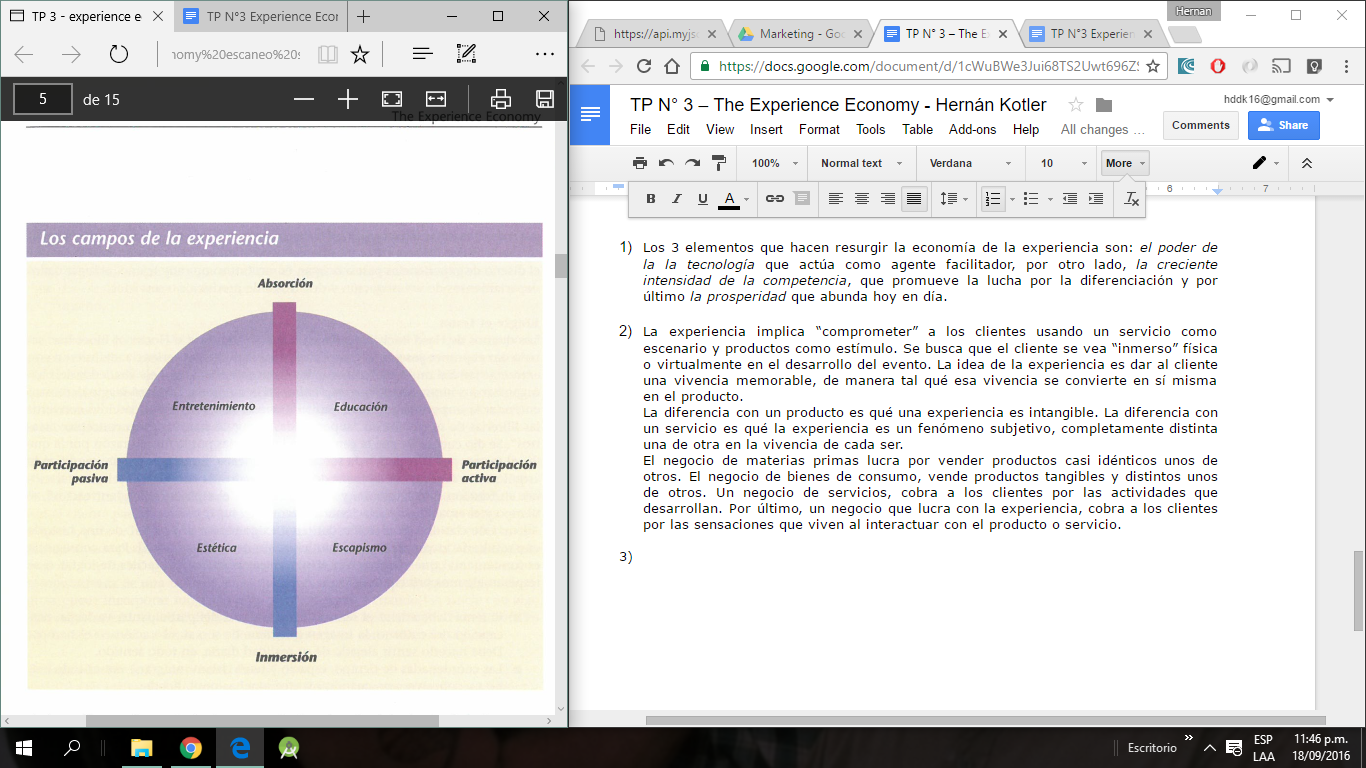 TP 3 - experience e
TP N°3 Experience Econ
nomy%20escaneo%20s
5
de 15
The Experience Economy
Los campos de la experiencia
Absorción
Entretenimiento
Educación
Participación
pasiva
Participación
activa
Estética
Escapismo
Inmersión
Hernan
https://api.myjs
Marketing - Goo
TP N° 3 – The E
TP N°3 Experien
https://docs.google.com/document/d/1cWuBWe3Jui68TS2Uwt696Z
TP N° 3 – The Experience Economy - Hernán Kotler
hddk16@gmail.com
File Edit View Insert Format Tools Table Add-ons Help All changes ...
Comments
Share
100% Normal text Verdana 10 More
B I U A
6 7
1) Los 3 elementos que hacen resurgir la economía de la experiencia son: el poder de
la la tecnología que actúa como agente facilitador, por otro lado, la creciente
intensidad de la competencia, que promueve la lucha por la diferenciación y por
último la prosperidad que abunda hoy en día.
2) La experiencia implica “comprometer” a los clientes usando un servicio como
escenario y productos como estímulo. Se busca que el cliente se vea “inmerso” física
o virtualmente en el desarrollo del evento. La idea de la experiencia es dar al cliente
una vivencia memorable, de manera tal qué esa vivencia se convierte en sí misma
en el producto.
La diferencia con un producto es qué una experiencia es intangible. La diferencia con
un servicio es qué la experiencia es un fenómeno subjetivo, completamente distinta
una de otra en la vivencia de cada ser.
El negocio de materias primas lucra por vender productos casi idénticos unos de
otros. El negocio de bienes de consumo, vende productos tangibles y distintos unos
de otros. Un negocio de servicios, cobra a los clientes por las actividades que
desarrollan. Por último, un negocio que lucra con la experiencia, cobra a los clientes
por las sensaciones que viven al interactuar con el producto o servicio.
3)
Escritorio
ESP
LAA
11:46 p.m.
18/09/2016